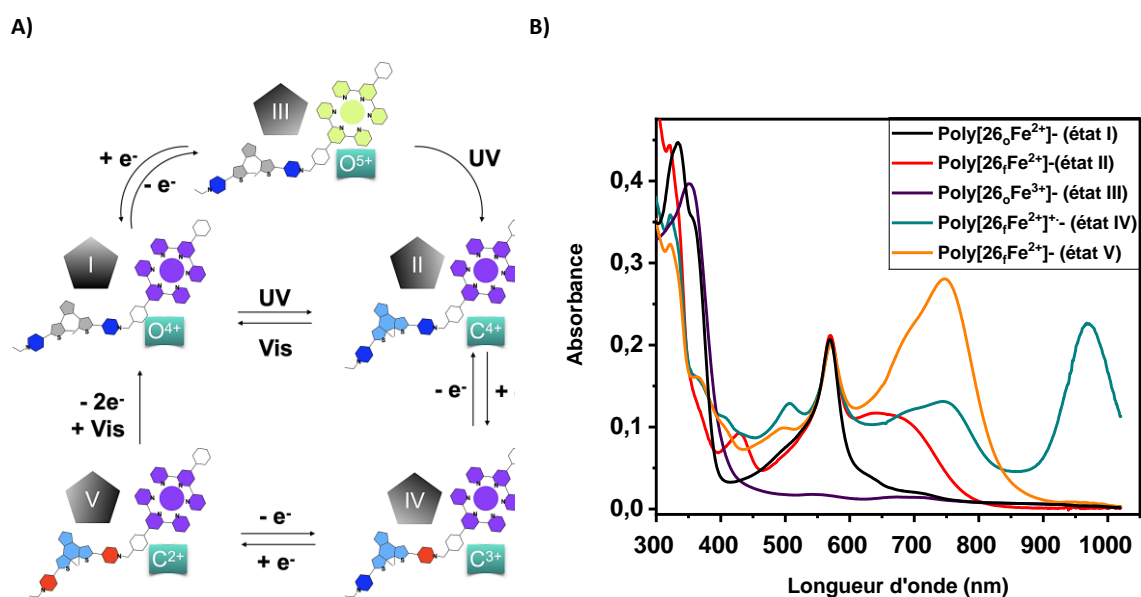 A)
B)
III
+ e-
- e-
O5+
UV
I
II
O4+
UV
Vis
C4+
- 2e-
+ Vis
- e-
+
V
IV
C2+
- e-
+ e-
C3+
N N N N N N
S S N N
Absorbance
0,4
0,3
0,2
0,1
0,0
300 400 500 600 700 800 900 1000
Longueur d'onde (nm)
Poly[26oFe2+]- (état I)
Poly[26fFe2+]-(état II)
Poly[26oFe3+]- (état III)
Poly[26fFe2+]+·- (état IV)
Poly[26fFe2+]- (état V)